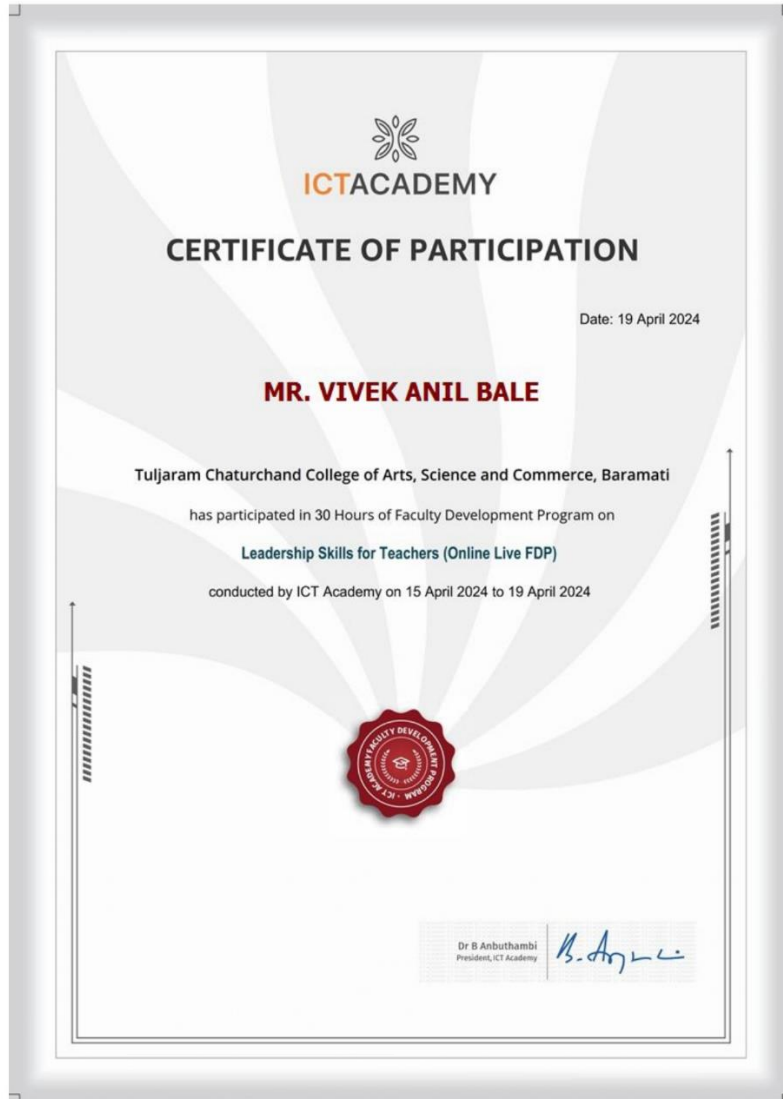 ICTACADEMY
CERTIFICATE OF PARTICIPATION
Date: 19 April 2024
MR. VIVEK ANIL BALE
Tuljaram Chaturchand College of Arts, Science and Commerce, Baramati
has participated in 30 Hours of Faculty Development Program on
Leadership Skills for Teachers (Online Live FDP)
conducted by ICT Academy on 15 April 2024 to 19 April 2024
FACULTY DEVELOPMENT PROGRAM
• ICT ACADEMY
Dr B Anbuthambi
President, ICT Academy